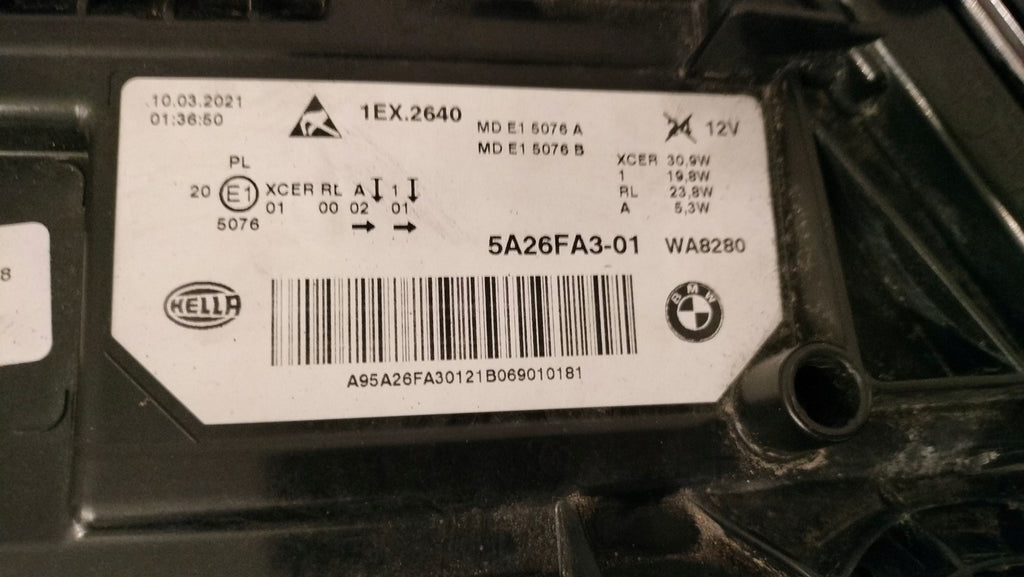 10.03.2021
01:36:50
1EX.2640
MD E1 5076 A
MD E1 5076 B
24 12V
PL
20 E1 XCER RL A 1
01 00 02 01
5076
XCER 30,9W
1 19,8W
RL 23,8W
A 5,3W
5A26FA3-01 WA8280
HELLA
BMW
A95A26FA30121B069010181
8